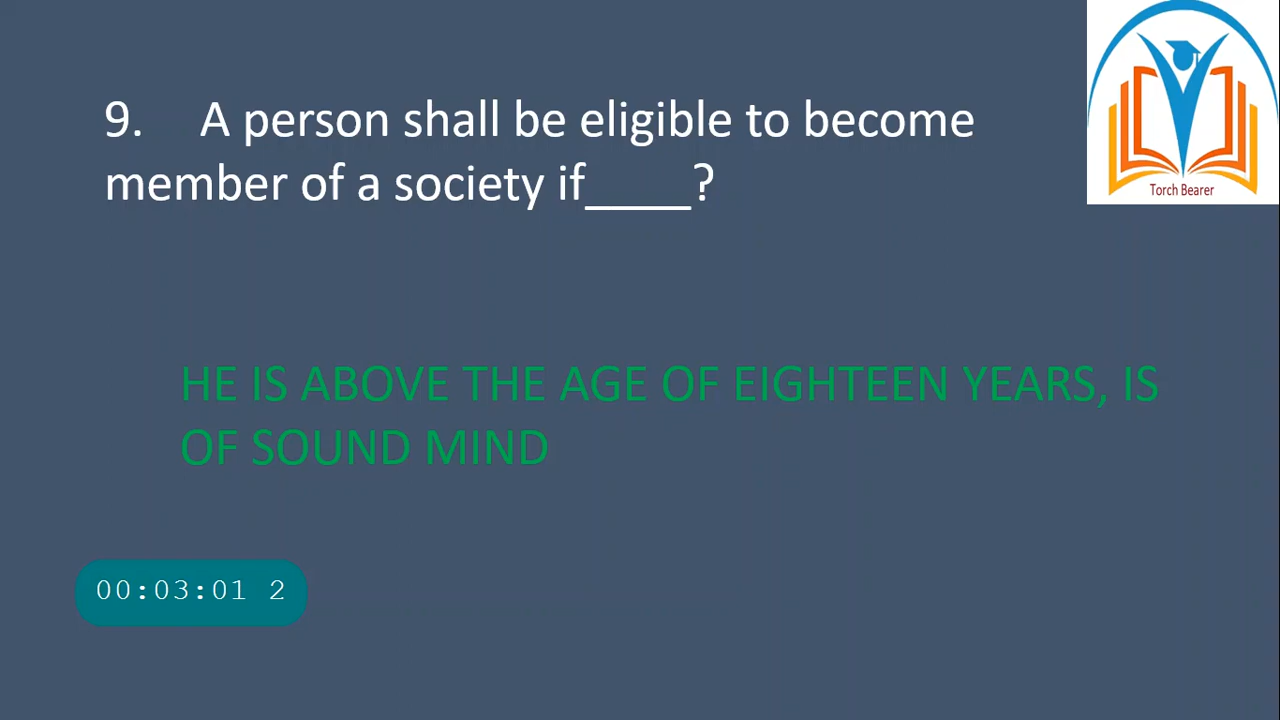 Torch Bearer
9. A person shall be eligible to become
member of a society if____?
HE IS ABOVE THE AGE OF EIGHTEEN YEARS, IS
OF SOUND MIND
00:03:01 2